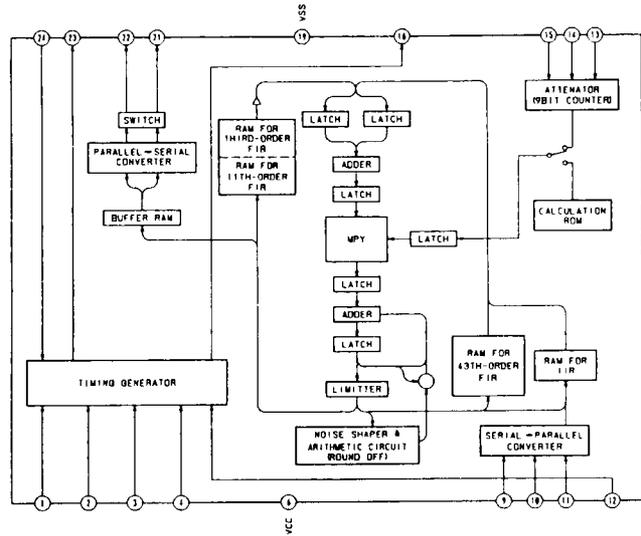 VSS
24
23
22
21
19
18
15
14
13
SWITCH
LATCH
LATCH
ATTENATOR
(9BIT COUNTER)
RAM FOR
THIRD-ORDER
FIR
RAM FOR
11TH-ORDER
FIR
PARALLEL→SERIAL
CONVERTER
ADDER
LATCH
CALCULATION
ROM
BUFFER RAM
MPY
LATCH
LATCH
ADDER
LATCH
RAM FOR
43TH-ORDER
FIR
RAM FOR
IIR
TIMING GENERATOR
LIMITTER
NOISE SHAPER &
ARITHMETIC CIRCUIT
(ROUND OFF)
SERIAL→PARALLEL
CONVERTER
1
2
3
4
6
9
10
11
12
VCC